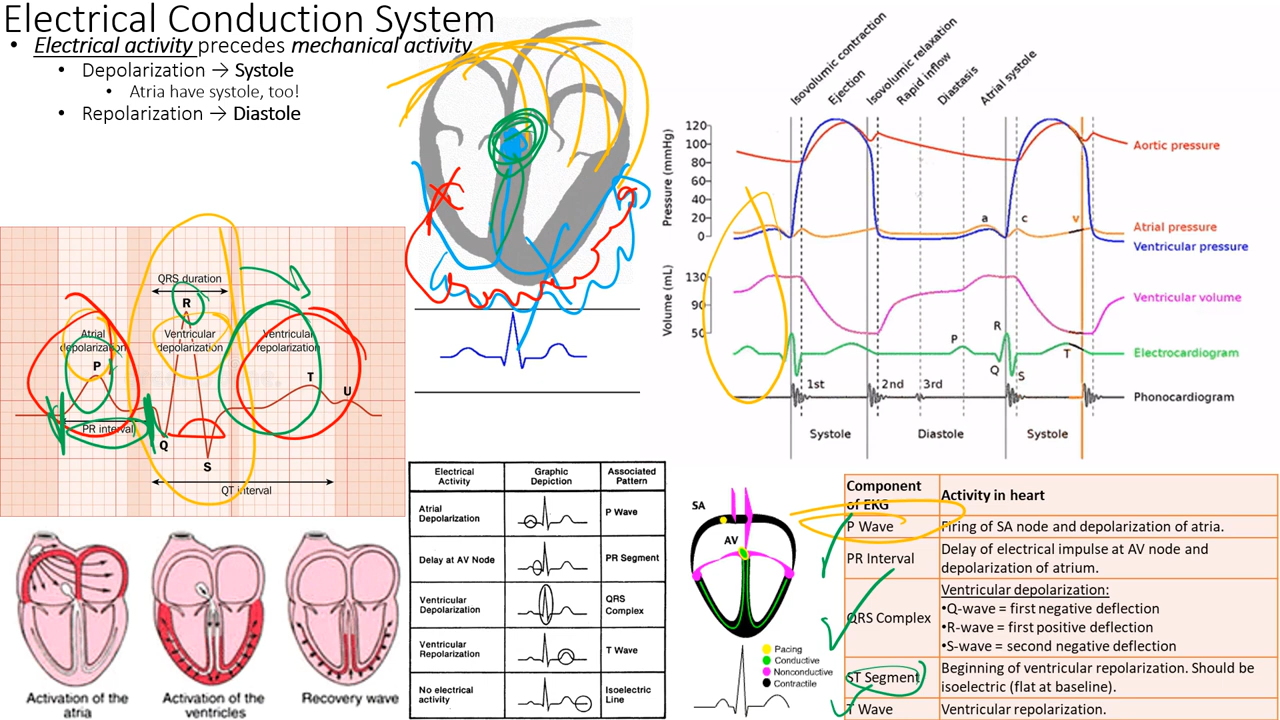 Electrical Conduction System
• Electrical activity precedes mechanical activity
• Depolarization → Systole
• Atria have systole, too!
• Repolarization → Diastole
QRS duration
R
Atrial
depolarization
Ventricular
depolarization
Ventricular
repolarization
P
T
U
PR interval
Q
S
QT interval
Activation of the
atria
Activation of the
ventricles
Recovery wave
Electrical
Activity
Graphic
Depiction
Associated
Pattern
Atrial
Depolarization
P Wave
Delay at AV Node
PR Segment
Ventricular
Depolarization
QRS
Complex
Ventricular
Repolarization
T Wave
No electrical
activity
Isoelectric
Line
Isovolumic contraction
Ejection
Isovolumic relaxation
Rapid inflow
Diastasis
Atrial systole
Pressure (mmHg)
120
100
80
60
40
20
0
a
c
v
Aortic pressure
Atrial pressure
Ventricular pressure
Volume (mL)
130
90
50
Ventricular volume
R
P
T
Q
S
Electrocardiogram
1st
2nd
3rd
Phonocardiogram
Systole
Diastole
Systole
SA
AV
Pacing
Conductive
Nonconductive
Contractile
Component
of EKG
Activity in heart
P Wave
Firing of SA node and depolarization of atria.
PR Interval
Delay of electrical impulse at AV node and
depolarization of atrium.
QRS Complex
Ventricular depolarization:
•Q-wave = first negative deflection
•R-wave = first positive deflection
•S-wave = second negative deflection
ST Segment
Beginning of ventricular repolarization. Should be
isoelectric (flat at baseline).
T Wave
Ventricular repolarization.